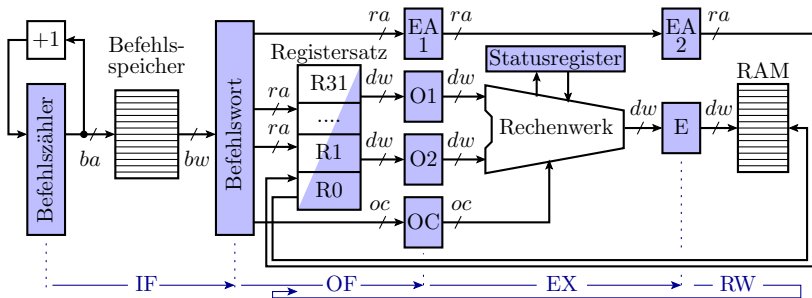 +1
Befehls-
speicher
Befehlszähler
ba
bw
Befehlswort
ra
ra
ra
Registersatz
R31
....
R1
R0
dw
dw
oc
EA
1
O1
O2
OC
ra
dw
dw
oc
Statusregister
Rechenwerk
dw
EA
2
E
ra
dw
RAM
IF
OF
EX
RW